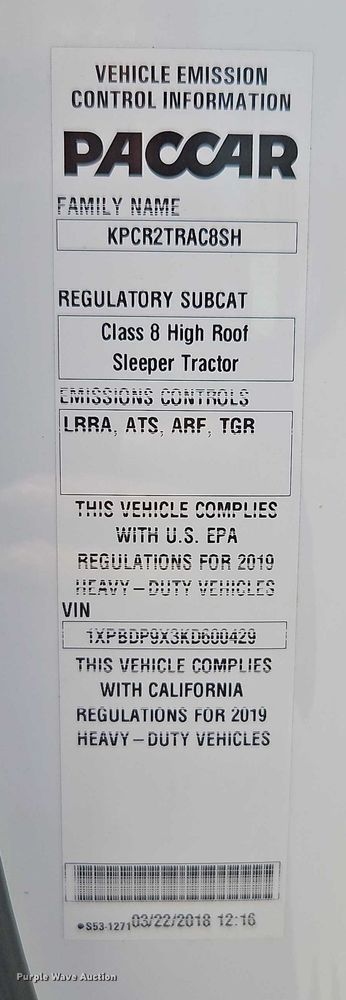 VEHICLE EMISSION
CONTROL INFORMATION
PACCAR
FAMILY NAME
KPCR2TRAC8SH
REGULATORY SUBCAT
Class 8 High Roof
Sleeper Tractor
EMISSIONS CONTROLS
LRRA, ATS, ARF, TGR
THIS VEHICLE COMPLIES
WITH U.S. EPA
REGULATIONS FOR 2019
HEAVY-DUTY VEHICLES
VIN
1XPBDP9X3KD600429
THIS VEHICLE COMPLIES
WITH CALIFORNIA
REGULATIONS FOR 2019
HEAVY-DUTY VEHICLES
S53-1271 03/22/2018 12:16
Purple Wave Auction